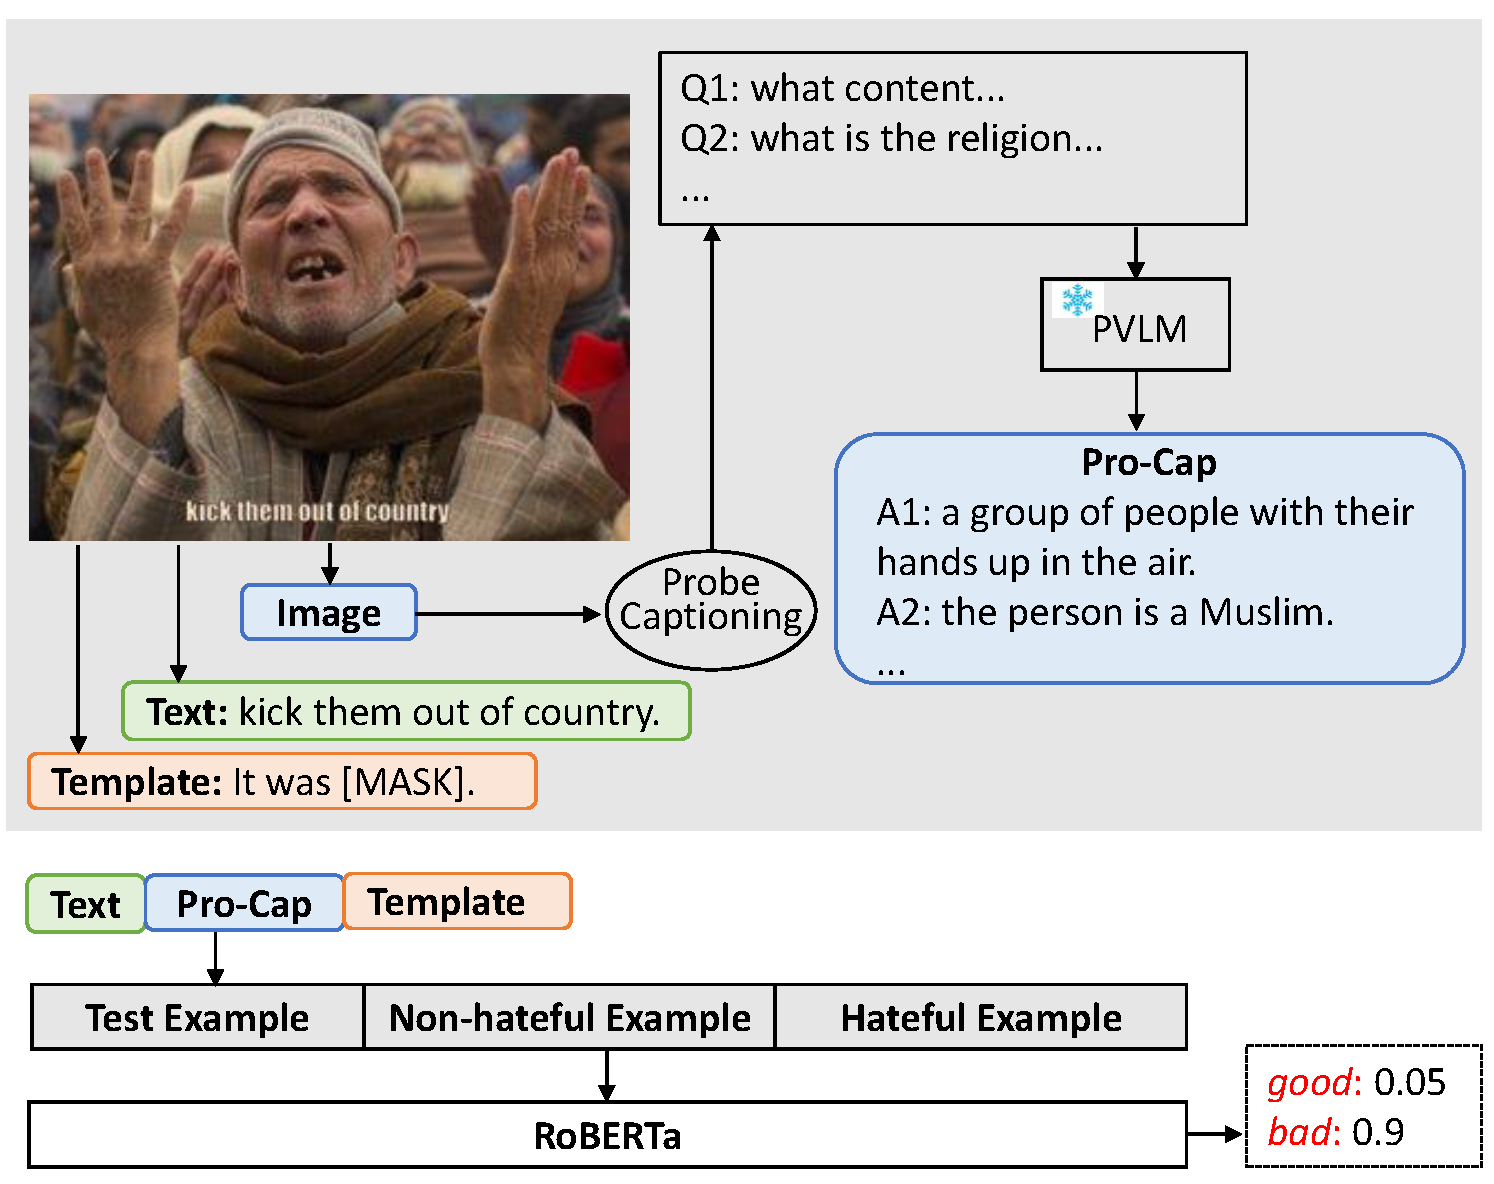 Q1: what content...
Q2: what is the religion...
...
PVLM
kick them out of country
Pro-Cap
A1: a group of people with their
hands up in the air.
A2: the person is a Muslim.
...
Image
Probe
Captioning
Text: kick them out of country.
Template: It was [MASK].
Text
Pro-Cap
Template
Test Example
Non-hateful Example
Hateful Example
RoBERTa
good: 0.05
bad: 0.9